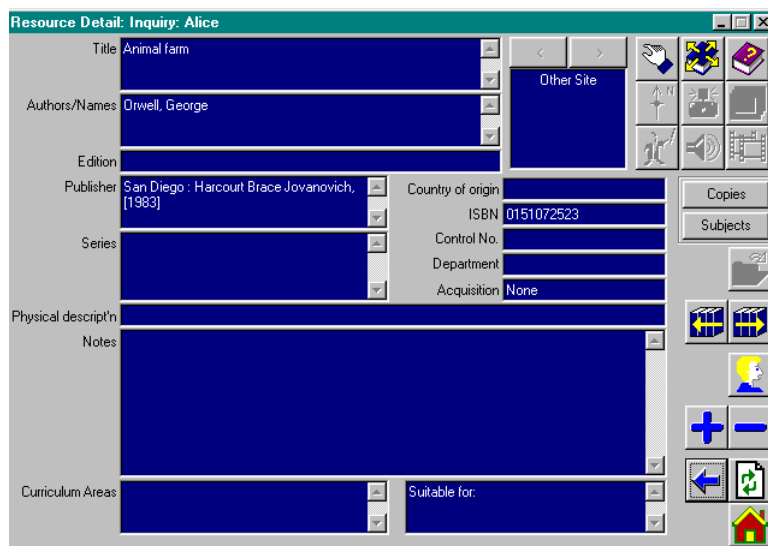 Resource Detail: Inquiry: Alice
Title Animal farm
< >
Other Site
N
Authors/Names Orwell, George
Edition
Publisher San Diego : Harcourt Brace Jovanovich,
[1983]
Country of origin
Copies
ISBN 0151072523
Subjects
Series
Control No.
Department
Acquisition None
Physical descript'n
Notes
Curriculum Areas
Suitable for: